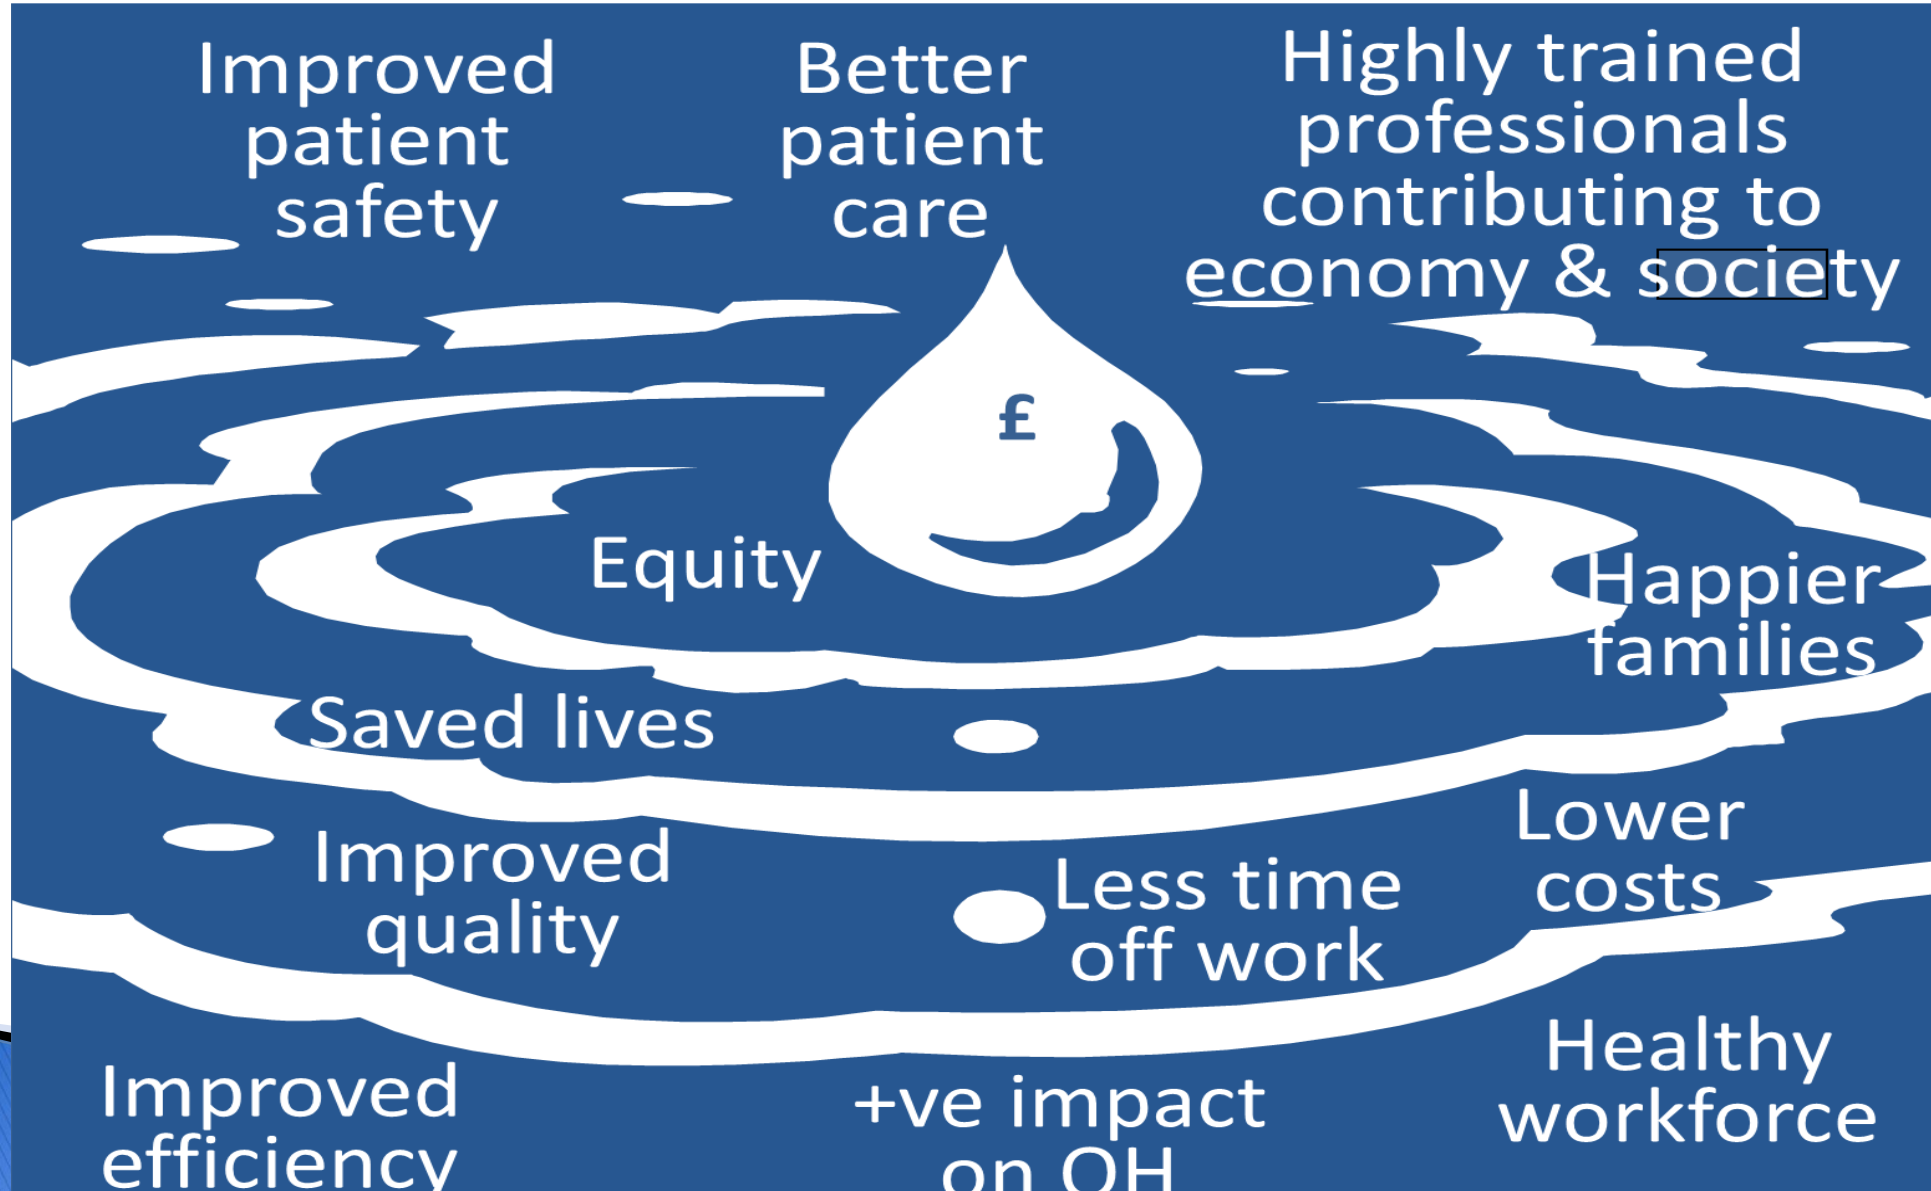 Improved
patient
safety
Better
patient
care
Highly trained
professionals
contributing to
economy & society
£
Equity
Happier
families
Saved lives
Lower
costs
Improved
quality
Less time
off work
Healthy
workforce
Improved
efficiency
+ve impact
on OH